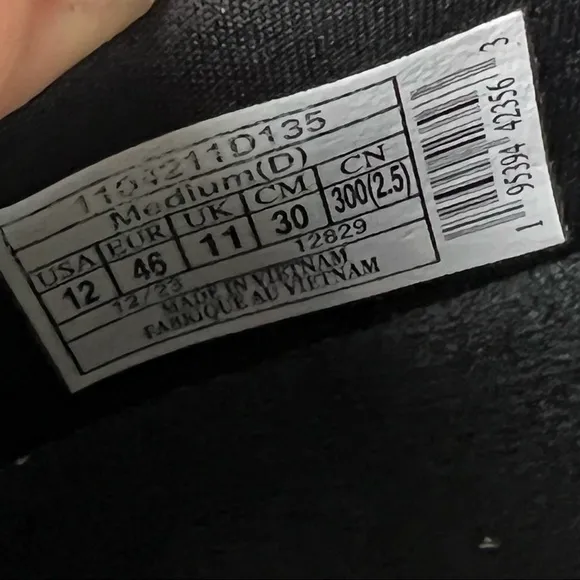 1104211D135
Medium(D)
USA EUR UK CM CN
12 46 11 30 300(2.5)
12/23 12829
MADE IN VIETNAM
FABRIQUE AU VIETNAM
1 95394 42356 3